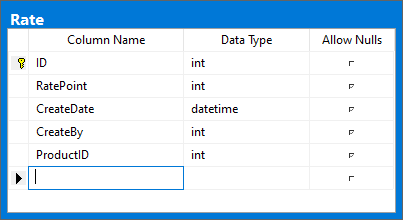 Rate
Column Name Data Type Allow Nulls
ID int
RatePoint int
CreateDate datetime
CreateBy int
ProductID int